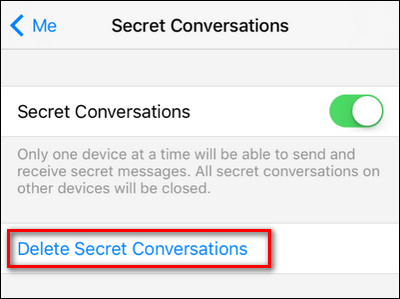 Me Secret Conversations
Secret Conversations
Only one device at a time will be able to send and
receive secret messages. All secret conversations on
other devices will be closed.
Delete Secret Conversations